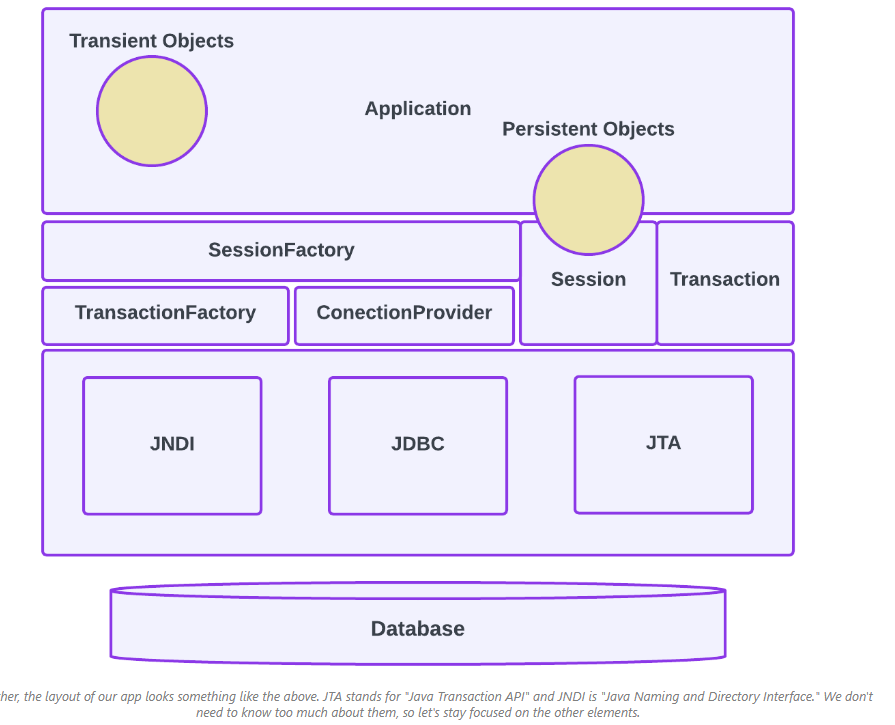 Transient Objects
Application
Persistent Objects
SessionFactory
Session
Transaction
TransactionFactory
ConectionProvider
JNDI
JDBC
JTA
Database
the layout of our app looks something like the above. JTA stands for "Java Transaction API" and JNDI is "Java Naming and Directory Interface." We don't
need to know too much about them, so let's stay focused on the other elements.